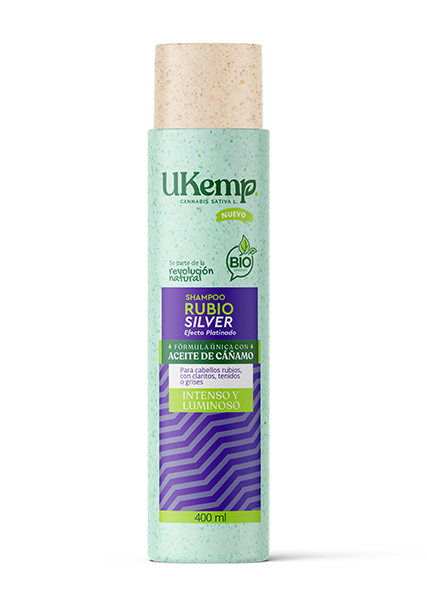 UKemp.
CANNABIS SATIVA L.
NUEVO
Se parte de la
revolución
natural
BIO
SHAMPOO
RUBIO
SILVER
Efecto Platinado
FÓRMULA ÚNICA CON
ACEITE DE CÁÑAMO
Para cabellos rubios,
con claritos, tenidos
o grises
INTENSO Y
LUMINOSO
400 ml